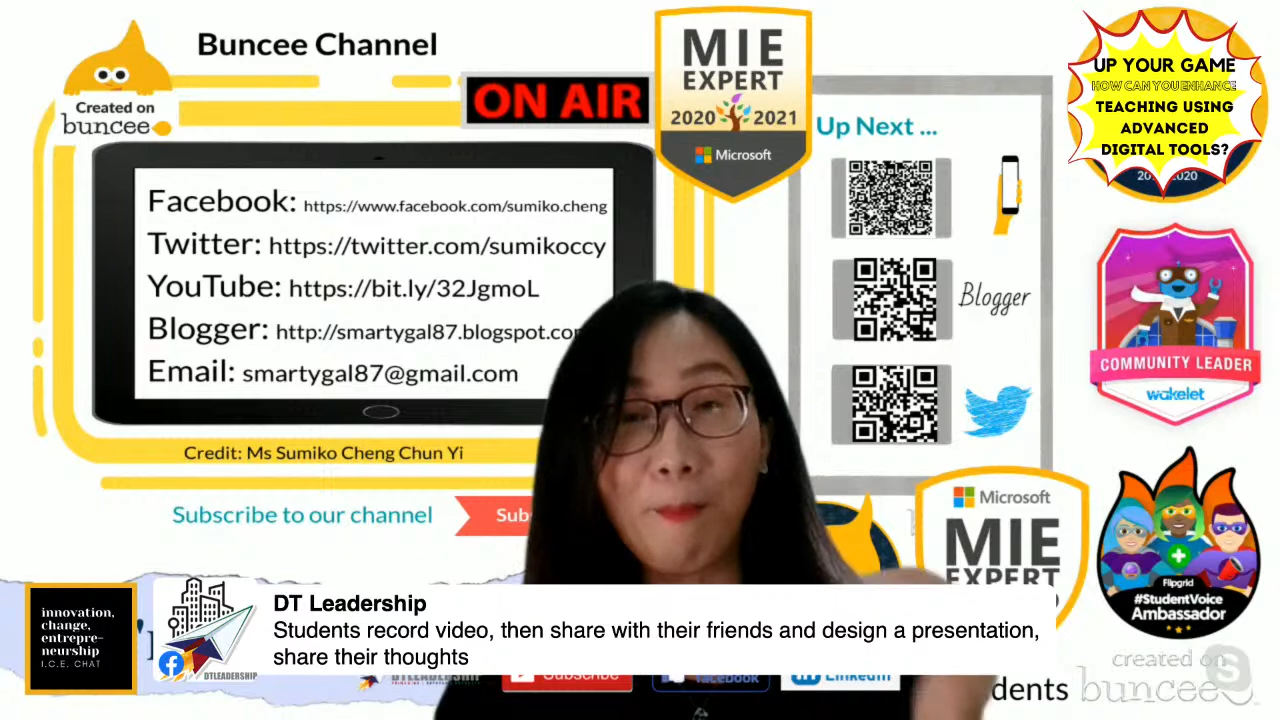 Buncee Channel
Created on
buncee
ON AIR
MIE
EXPERT
2020 2021
Microsoft
UP YOUR GAME
HOW CAN YOU ENHANCE
TEACHING USING
ADVANCED
DIGITAL TOOLS?
Up Next ...
Facebook: https://www.facebook.com/sumiko.cheng
Twitter: https://twitter.com/sumikoccy
YouTube: https://bit.ly/32JgmoL
Blogger: http://smartygal87.blogspot.co
Email: smartygal87@gmail.com
Blogger
COMMUNITY LEADER
wakelet
Credit: Ms Sumiko Cheng Chun Yi
Subscribe to our channel
Sub
Microsoft
MIE
EXPERT
Flipgrid
#StudentVoice
Ambassador
innovation,
change,
entrepre-
neurship
I.C.E. CHAT
DTLEADERSHIP
DT Leadership
Students record video, then share with their friends and design a presentation,
share their thoughts
Subscribe
facebook
LinkedIn
dents
created on
buncee